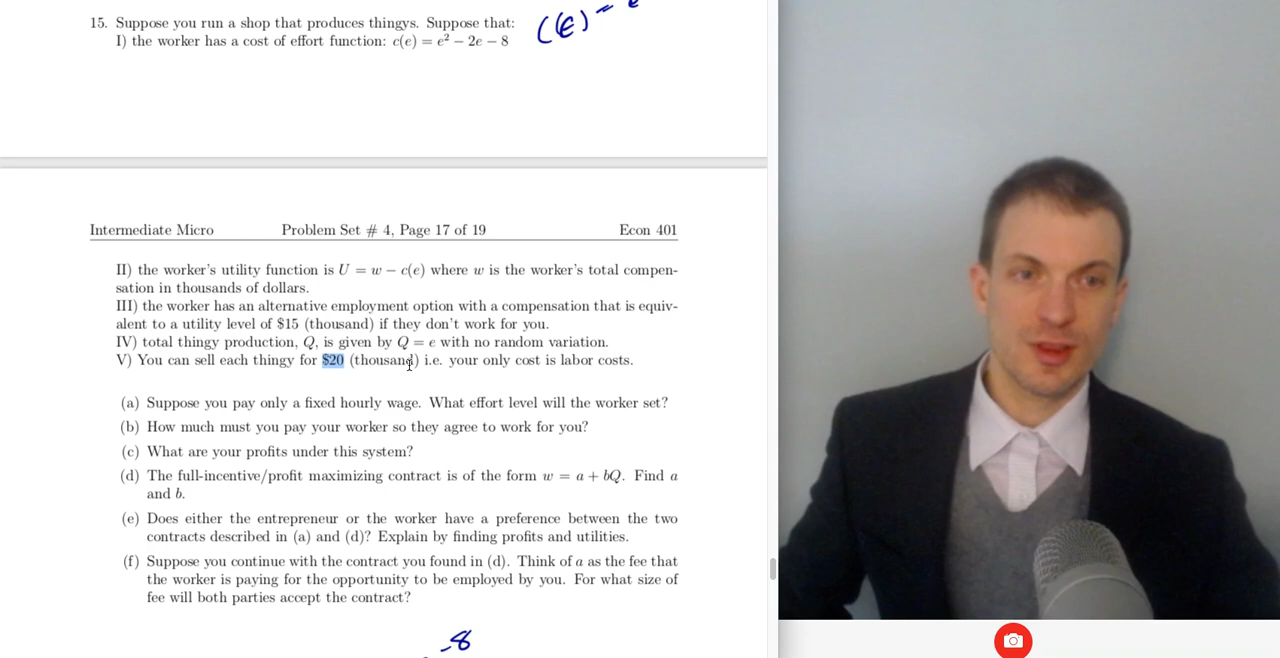 15. Suppose you run a shop that produces thingys. Suppose that:
I) the worker has a cost of effort function: c(e) = e² − 2e − 8
C(E) =
Intermediate Micro Problem Set # 4, Page 17 of 19 Econ 401
II) the worker's utility function is U = w − c(e) where w is the worker's total compen-
sation in thousands of dollars.
III) the worker has an alternative employment option with a compensation that is equiv-
alent to a utility level of $15 (thousand) if they don't work for you.
IV) total thingy production, Q, is given by Q = e with no random variation.
V) You can sell each thingy for $20 (thousand) i.e. your only cost is labor costs.
(a) Suppose you pay only a fixed hourly wage. What effort level will the worker set?
(b) How much must you pay your worker so they agree to work for you?
(c) What are your profits under this system?
(d) The full-incentive/profit maximizing contract is of the form w = a + bQ. Find a
and b.
(e) Does either the entrepreneur or the worker have a preference between the two
contracts described in (a) and (d)? Explain by finding profits and utilities.
(f) Suppose you continue with the contract you found in (d). Think of a as the fee that
the worker is paying for the opportunity to be employed by you. For what size of
fee will both parties accept the contract?
-8